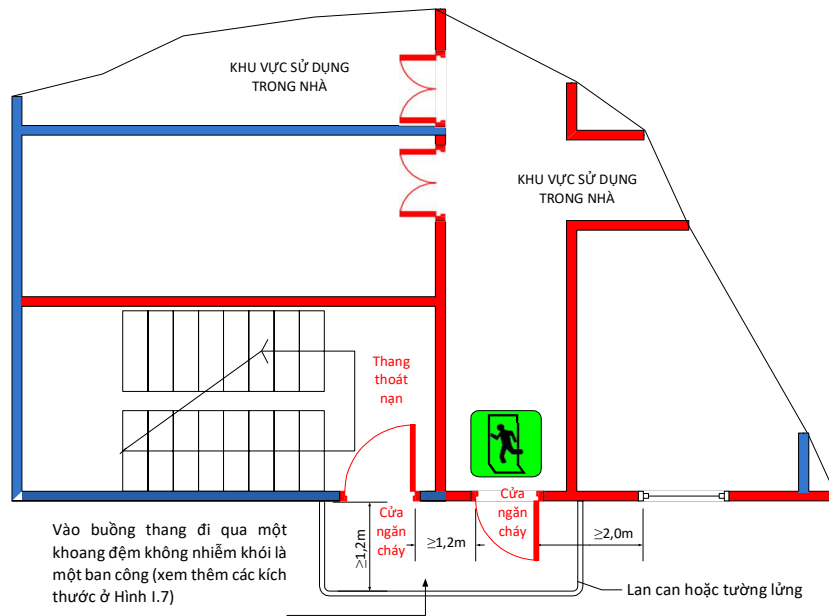 KHU VỰC SỬ DỤNG
TRONG NHÀ
KHU VỰC SỬ DỤNG
TRONG NHÀ
Thang
thoát
nạn
Cửa
ngăn
cháy
Cửa
ngăn
cháy
≥1,2m
≥1,2m
≥2,0m
Vào buồng thang đi qua một
khoang đệm không nhiễm khói là
một ban công (xem thêm các kích
thước ở Hình I.7)
Lan can hoặc tường lửng